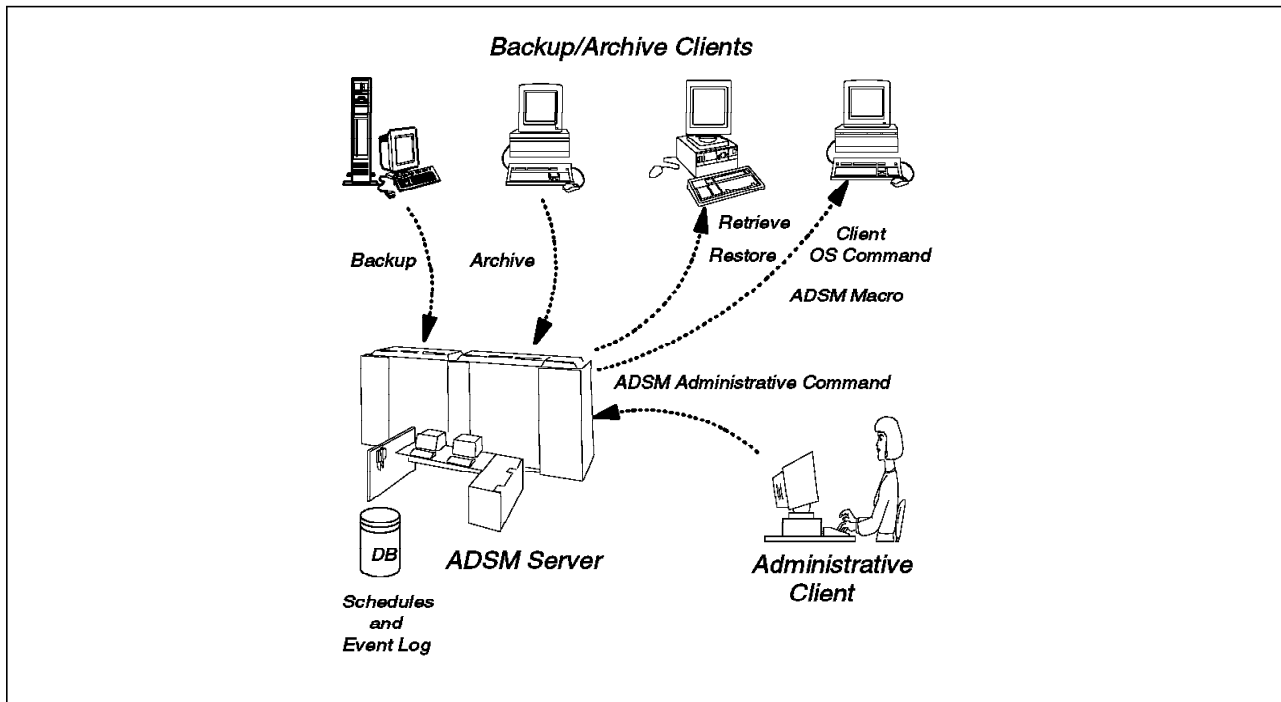 Backup/Archive Clients
Backup
Archive
Retrieve
Restore
Client
OS Command
ADSM Macro
ADSM Administrative Command
DB
ADSM Server
Schedules
and
Event Log
Administrative
Client